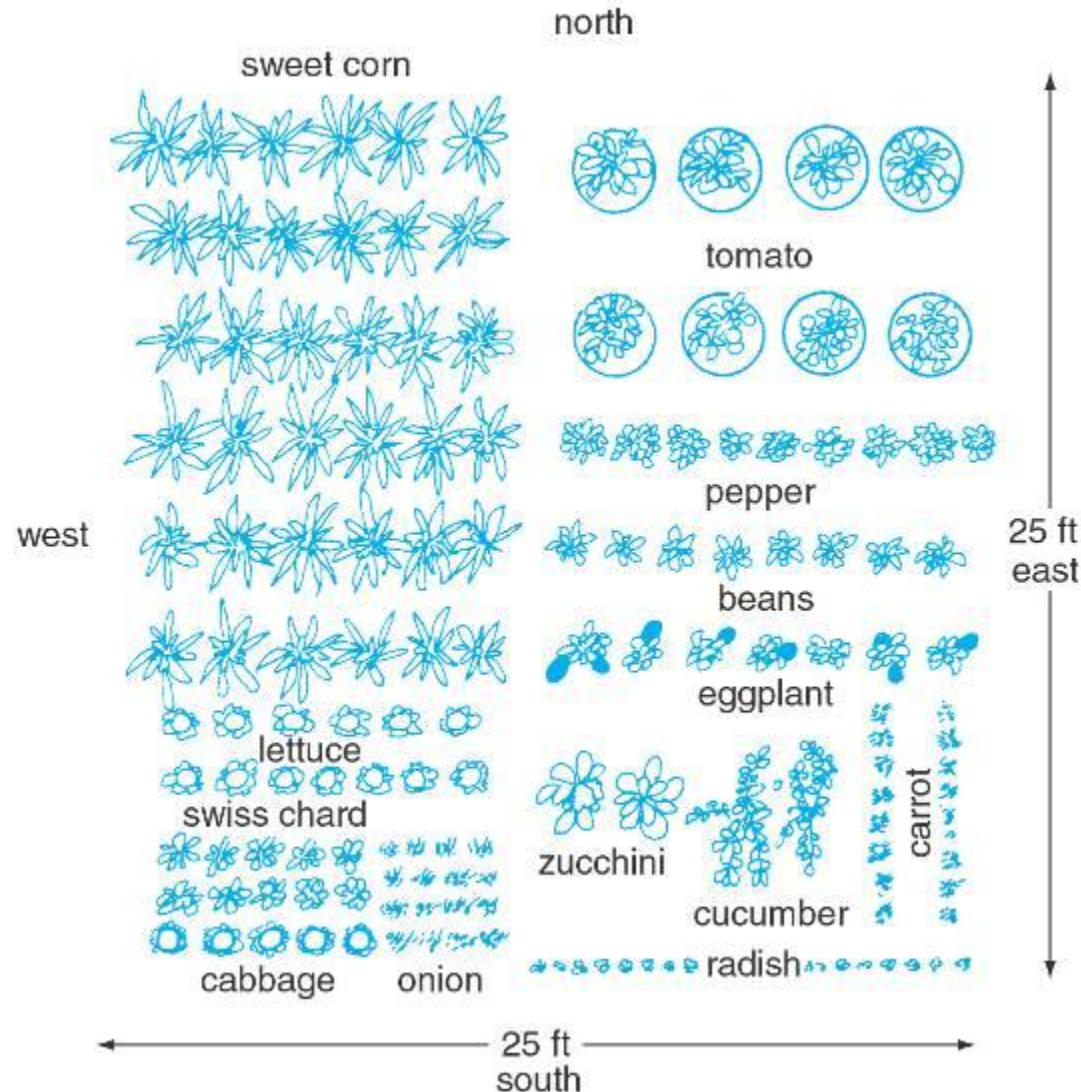 north
sweet corn
tomato
pepper
west
25 ft
east
beans
eggplant
lettuce
carrot
swiss chard
zucchini
cucumber
radish
cabbage
onion
25 ft
south